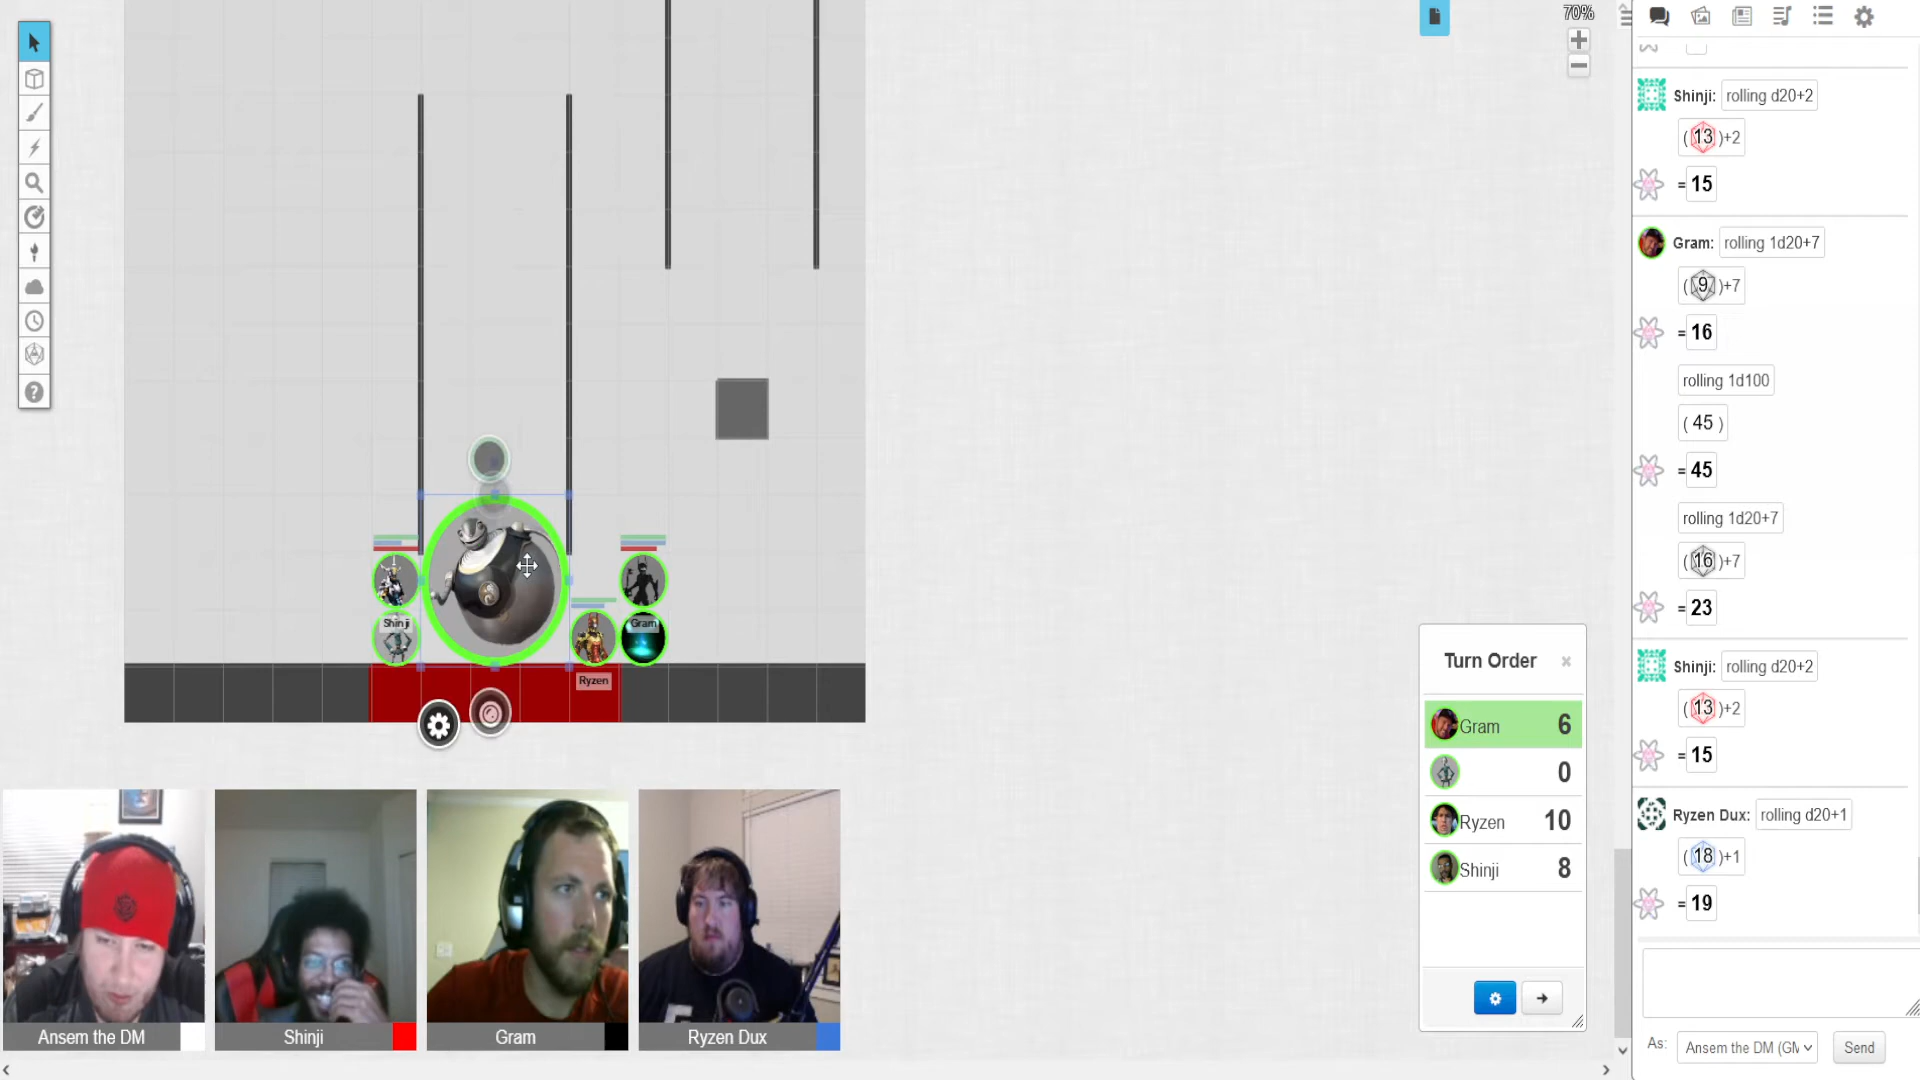 70%
Shinji: rolling d20+2
(13)+2
=15
Gram: rolling 1d20+7
(9)+7
=16
rolling 1d100
(45)
=45
rolling 1d20+7
(16)+7
=23
Shinji: rolling d20+2
(13)+2
=15
Ryzen Dux: rolling d20+1
(18)+1
=19
As: Ansem the DM (GM
Send
Shinji
Gram
Ryzen
Turn Order ×
Gram 6
0
Ryzen 10
Shinji 8
Ansem the DM
Shinji
Gram
Ryzen Dux